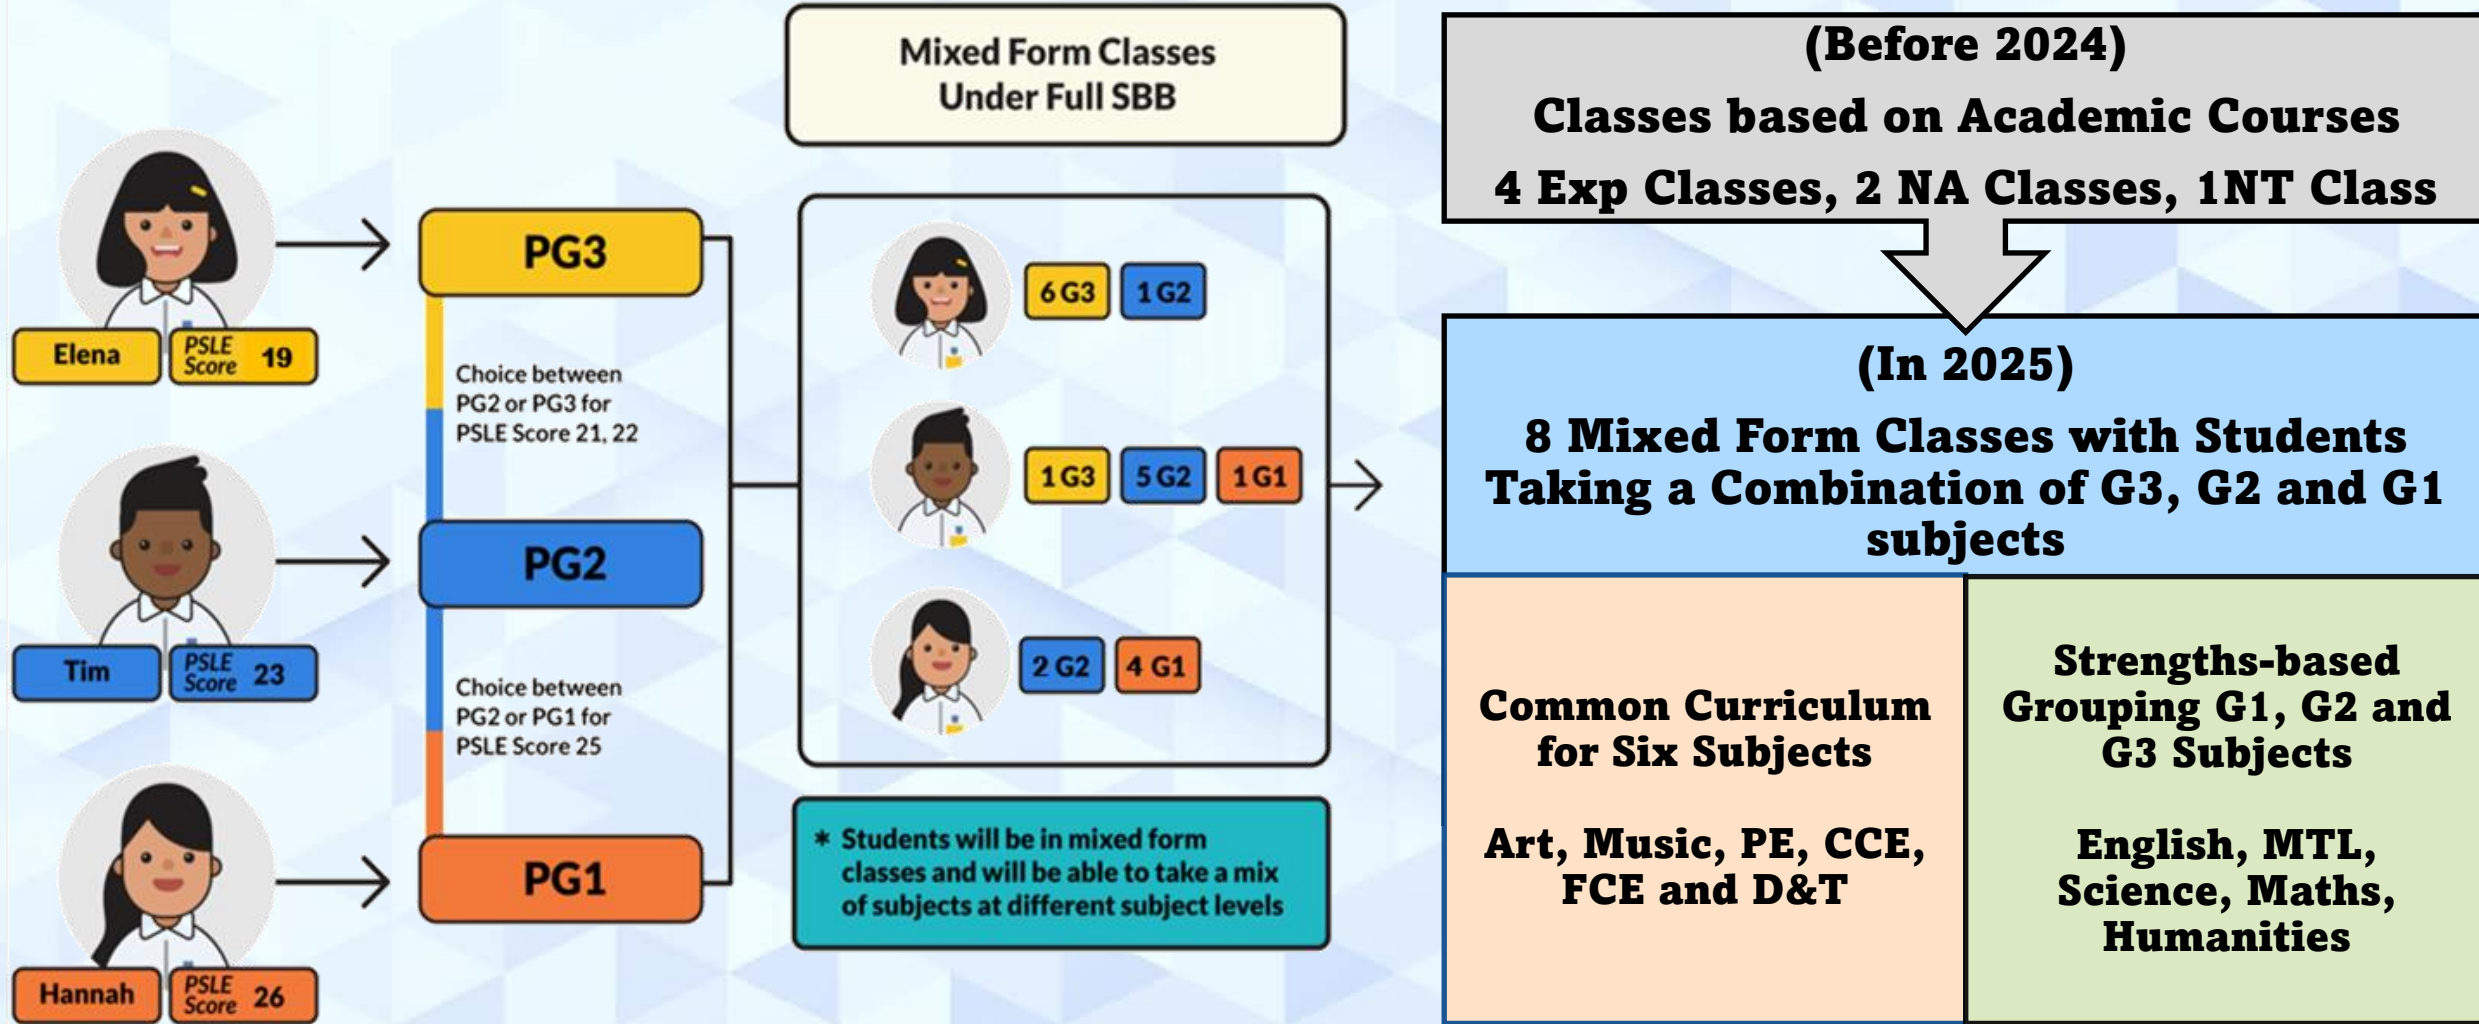 Mixed Form Classes
Under Full SBB
Elena
PSLE
Score 19
PG3
Choice between
PG2 or PG3 for
PSLE Score 21, 22
Tim
PSLE
Score 23
PG2
Choice between
PG2 or PG1 for
PSLE Score 25
Hannah
PSLE
Score 26
PG1
6 G3 1 G2
1 G3 5 G2 1 G1
2 G2 4 G1
* Students will be in mixed form
classes and will be able to take a mix
of subjects at different subject levels
(Before 2024)
Classes based on Academic Courses
4 Exp Classes, 2 NA Classes, 1NT Class
(In 2025)
8 Mixed Form Classes with Students
Taking a Combination of G3, G2 and G1
subjects
Common Curriculum
for Six Subjects
Art, Music, PE, CCE,
FCE and D&T
Strengths-based
Grouping G1, G2 and
G3 Subjects
English, MTL,
Science, Maths,
Humanities